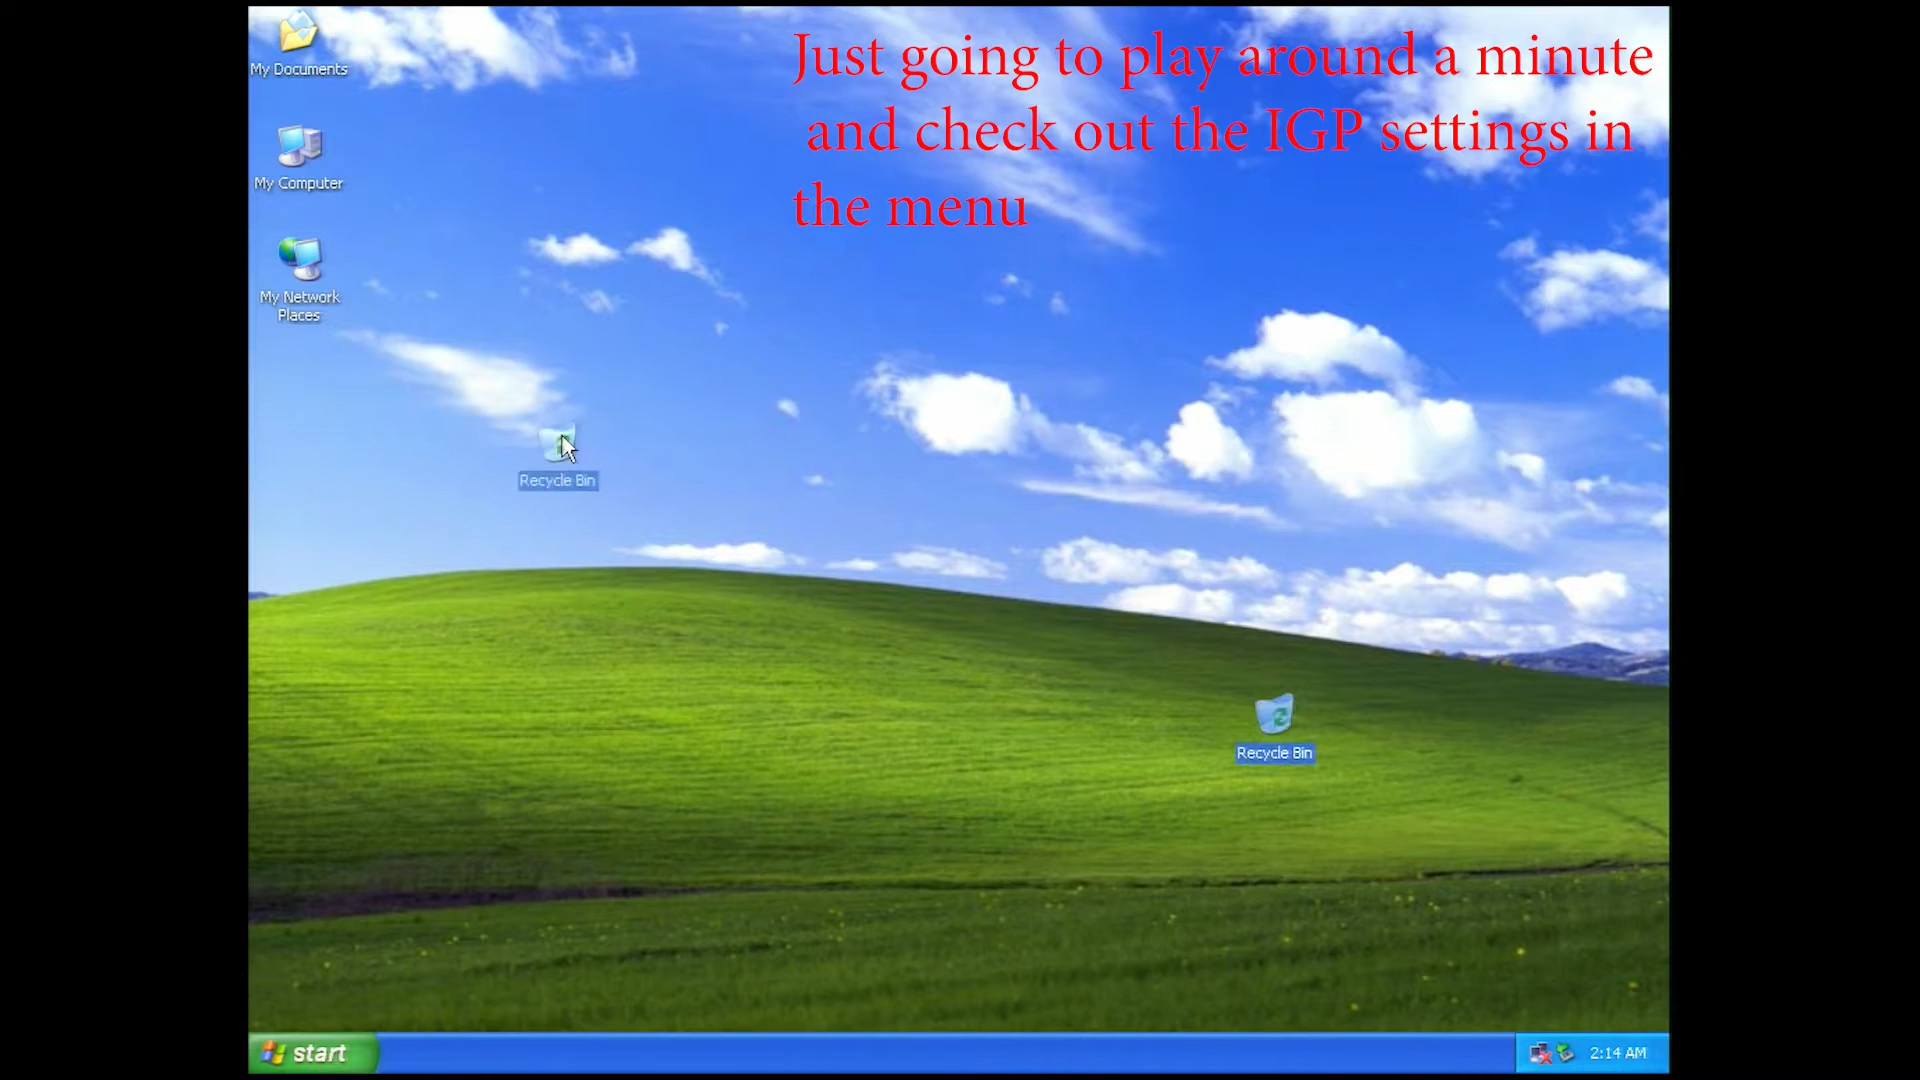 Just going to play around a minute
and check out the IGP settings in
the menu
My Documents
My Computer
My Network
Places
Recycle Bin
Recycle Bin
start
2:14 AM